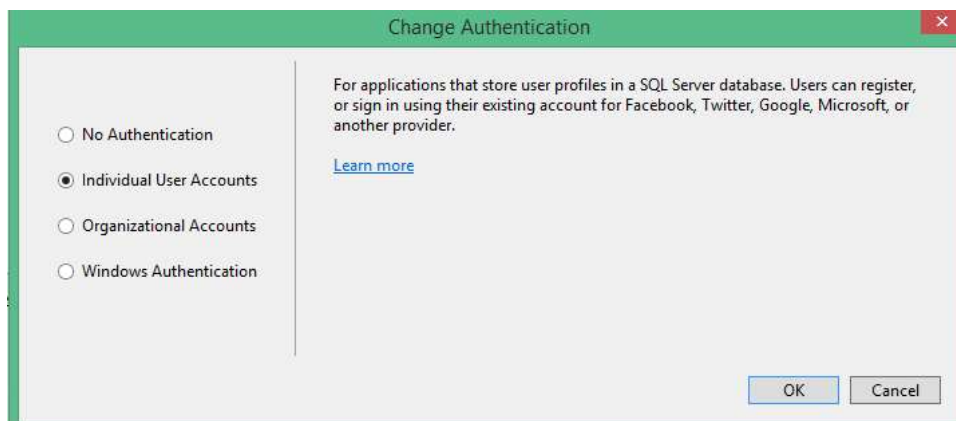 Change Authentication
No Authentication
Individual User Accounts
Organizational Accounts
Windows Authentication
For applications that store user profiles in a SQL Server database. Users can register,
or sign in using their existing account for Facebook, Twitter, Google, Microsoft, or
another provider.
Learn more
OK
Cancel